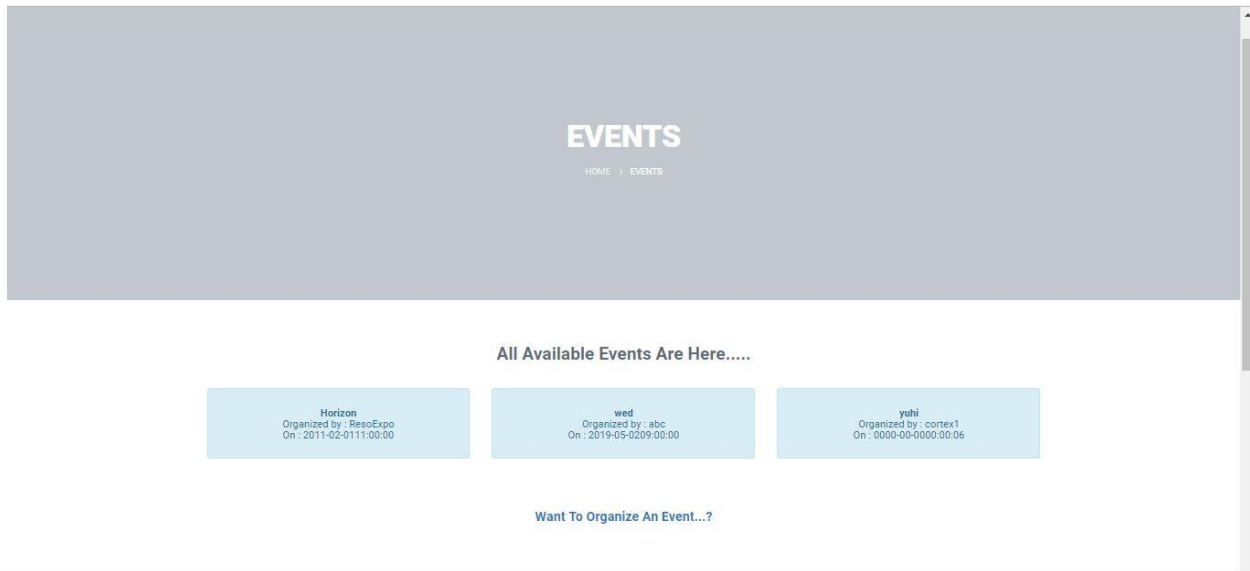 EVENTS
HOME › EVENTS
All Available Events Are Here.....
Horizon
Organized by : ResoExpo
On : 2011-02-0111:00:00
wed
Organized by : abc
On : 2019-05-0209:00:00
yuhi
Organized by : cortex1
On : 0000-00-0000:00:06
Want To Organize An Event...?